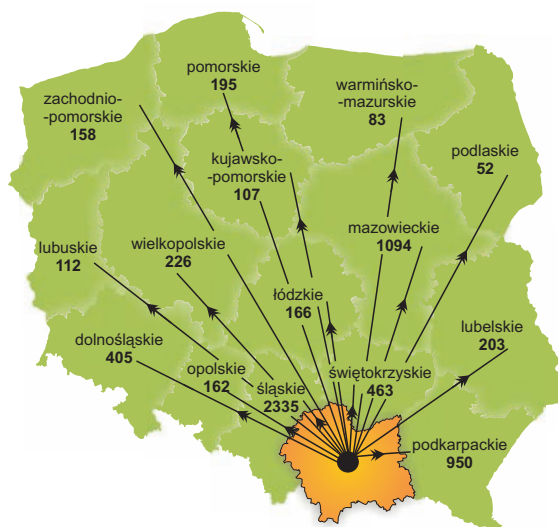 pomorskie
195
warmińsko-
-mazurskie
83
zachodnio-
-pomorskie
158
kujawsko-
-pomorskie
107
podlaskie
52
mazowieckie
1094
lubuskie
112
wielkopolskie
226
łódzkie
166
lubelskie
203
dolnośląskie
405
opolskie
162
śląskie
2335
świętokrzyskie
463
podkarpackie
950